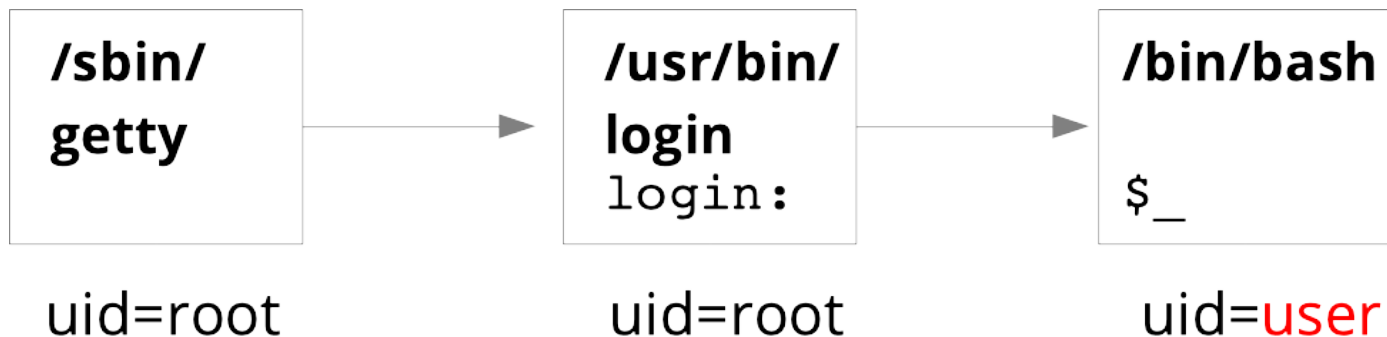 /sbin/
getty
/usr/bin/
login
login:
/bin/bash
$_
uid=root
uid=root
uid=user